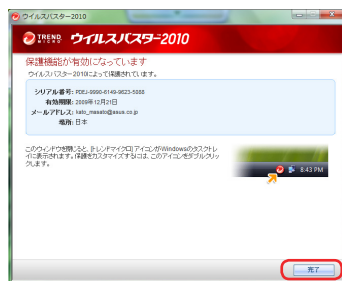 ウイルスバスター2010
TREND MICRO ウイルスバスター2010
保護機能が有効になっています
ウイルスバスター2010によって保護されています。
シリアル番号: PDEJ-9990-6149-9623-5088
有効期限: 2009年12月21日
メールアドレス: kato_masato@asus.co.jp
場所: 日本
このウィンドウを閉じると、[トレンドマイクロ] アイコンがWindowsのタスクトレ
イに表示されます。保護をカスタマイズするには、このアイコンをダブルクリッ
クします。
8:43 PM
完了